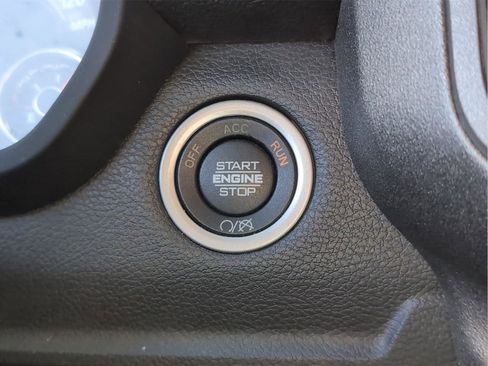 OFF ACC RUN
START
ENGINE
STOP